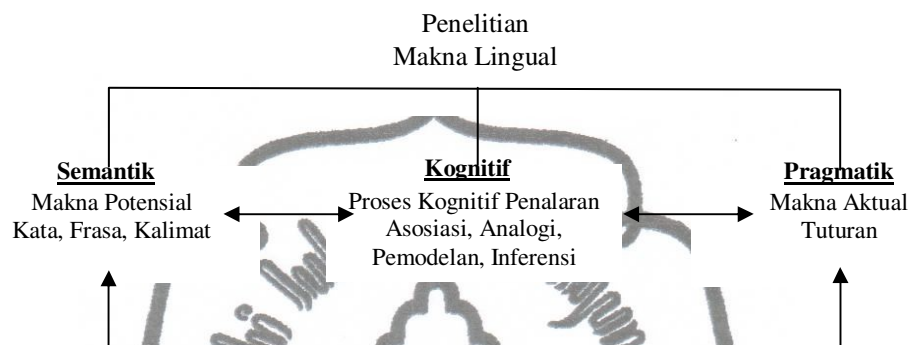 Penelitian
Makna Lingual
Semantik
Makna Potensial
Kata, Frasa, Kalimat
Kognitif
Proses Kognitif Penalaran
Asosiasi, Analogi,
Pemodelan, Inferensi
Pragmatik
Makna Aktual
Tuturan